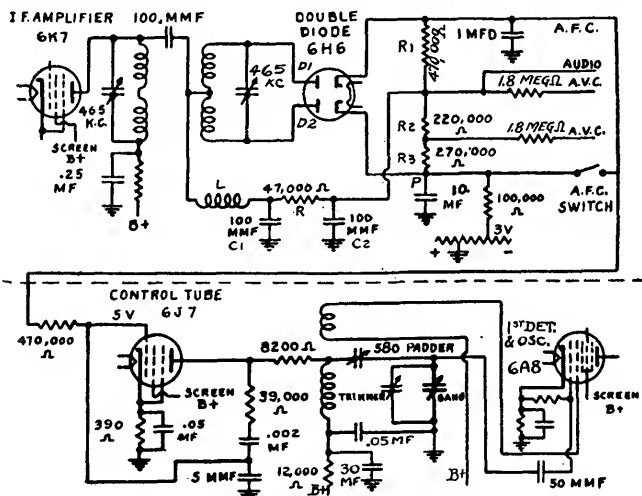 I.F. AMPLIFIER
6K7
100 MMF
DOUBLE
DIODE
6H6
465
K.C.
SCREEN
B+
.25
MF
B+
465
KC
D1
D2
R1
470,000
Ω
.1 MFD
A.F.C.
AUDIO
1.8 MEG Ω
A.V.C.
R2
220,000
Ω
1.8 MEG Ω
A.V.C.
R3
270,000
Ω
P
L
47,000 Ω
R
100
MMF
C1
100
MMF
C2
10
MF
100,000
Ω
A.F.C.
SWITCH
+
3V
-
CONTROL TUBE
6J7
470,000
Ω
5 V
SCREEN
B+
390
Ω
.05
MF
8200
Ω
39,000
Ω
.002
MF
5 MMF
580 PADDER
TRIMMER
GANG
.05 MF
12,000
Ω
B+
30
MF
B+
1ST DET.
& OSC.
6A8
SCREEN
B+
50 MMF